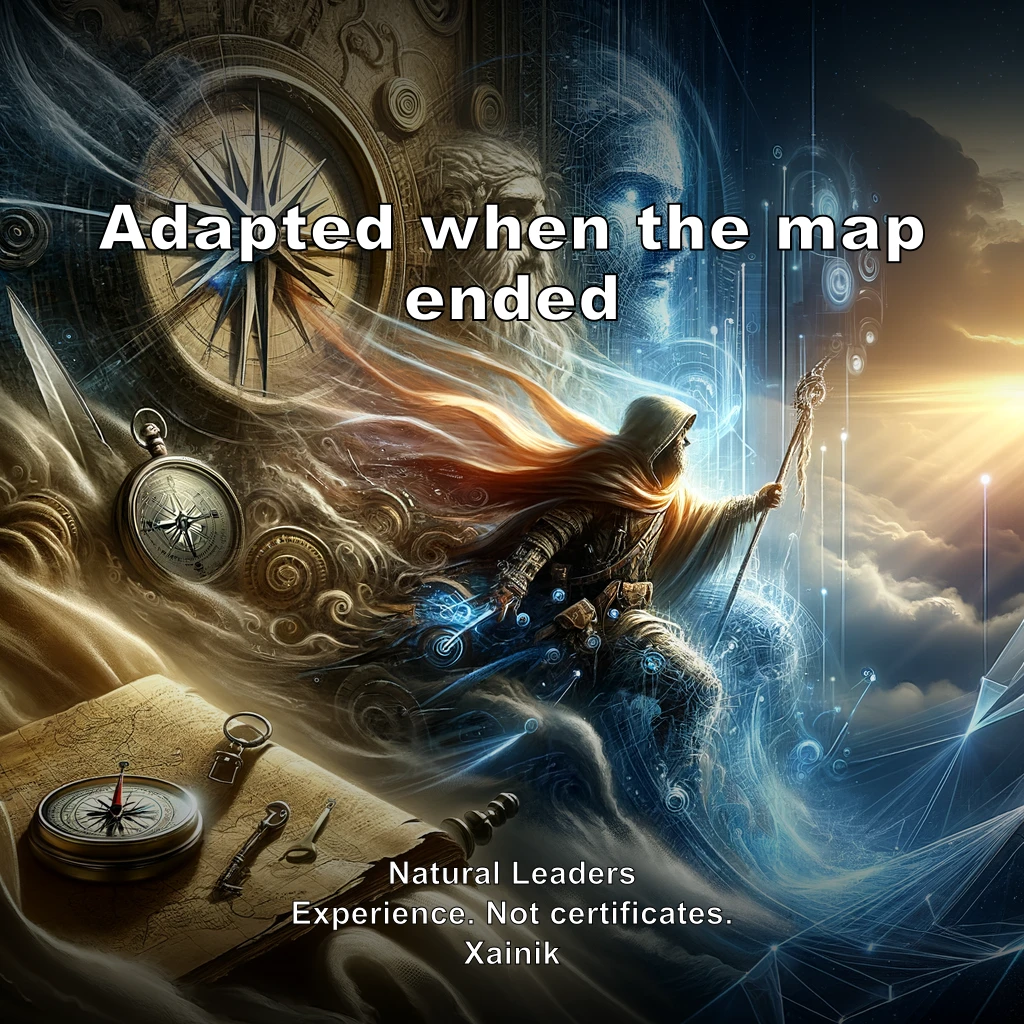 Adapted when the map
ended
Natural Leaders
Experience. Not certificates.
Xainik